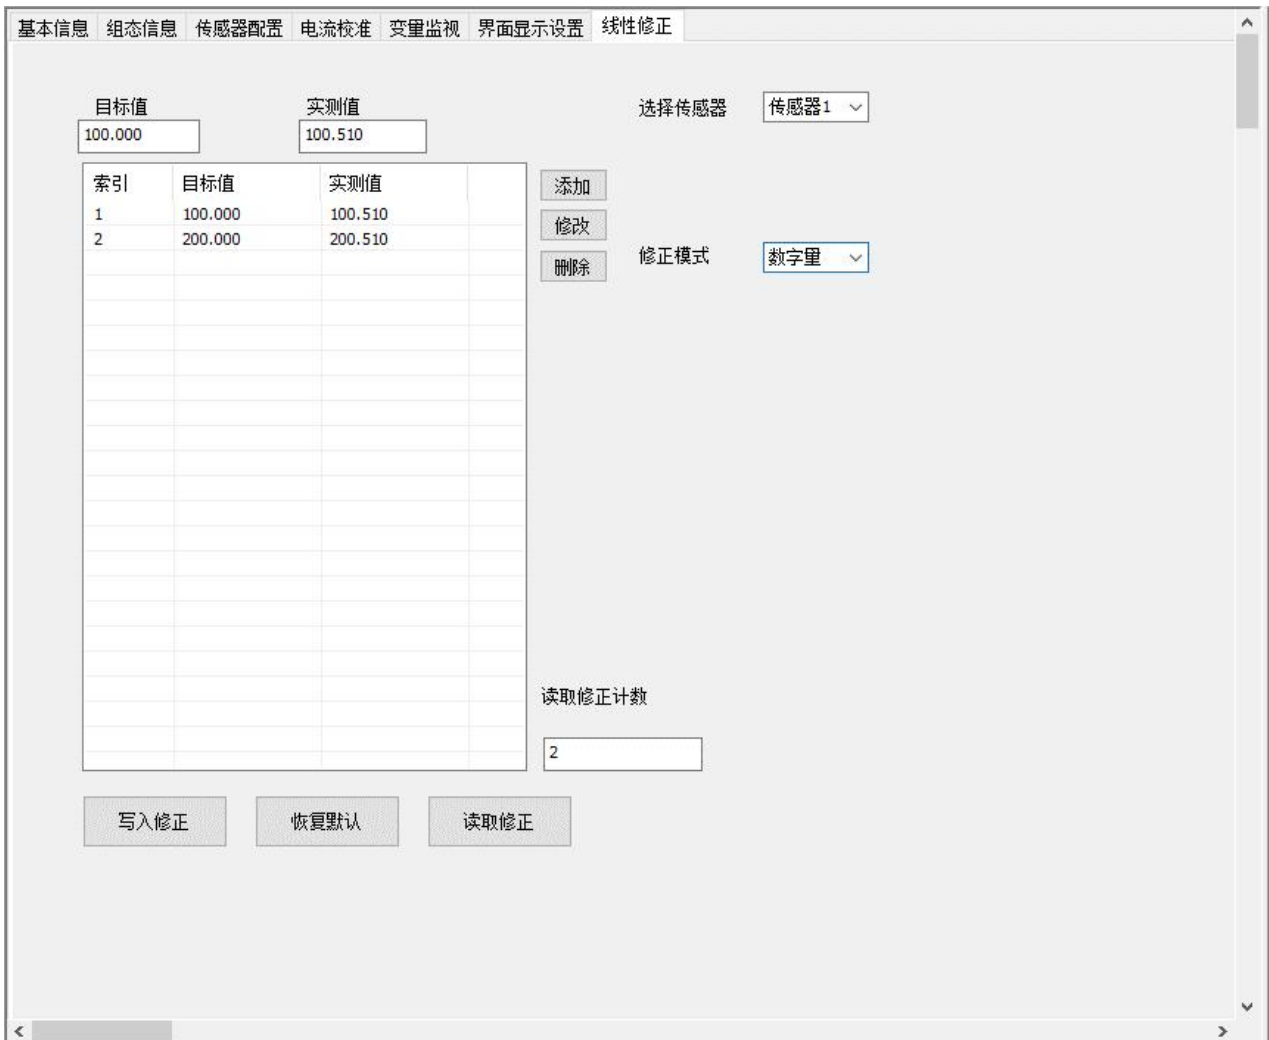 基本信息 组态信息 传感器配置 电流校准 变量监视 界面显示设置 线性修正
目标值 实测值 选择传感器 传感器1
100.000 100.510
索引 目标值 实测值 添加
1 100.000 100.510
修改
2 200.000 200.510
修正模式 数字量
删除
读取修正计数
2
写入修正 恢复默认 读取修正